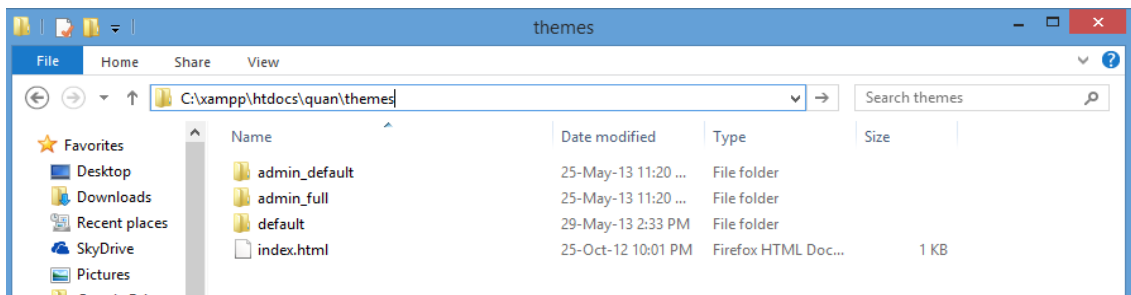 themes
File Home Share View
C:\xampp\htdocs\quan\themes Search themes
Favorites
Desktop
Downloads
Recent places
SkyDrive
Pictures
Name Date modified Type Size
admin_default 25-May-13 11:20 ... File folder
admin_full 25-May-13 11:20 ... File folder
default 29-May-13 2:33 PM File folder
index.html 25-Oct-12 10:01 PM Firefox HTML Doc... 1 KB